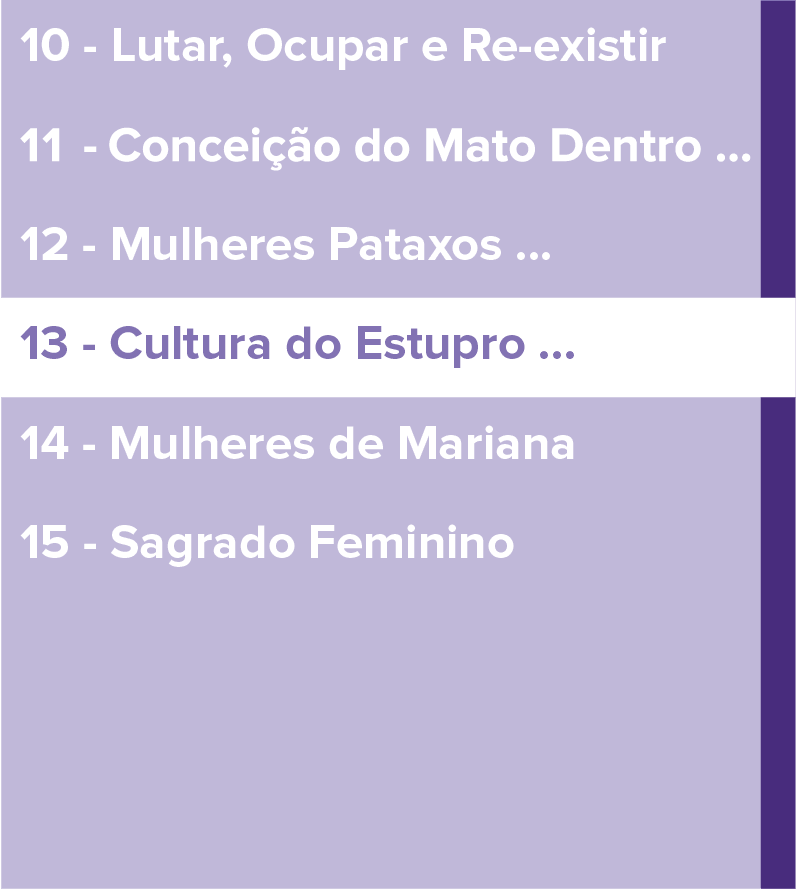 10 - Lutar, Ocupar e Re-existir
11 - Conceição do Mato Dentro ...
12 - Mulheres Pataxos ...
13 - Cultura do Estupro ...
14 - Mulheres de Mariana
15 - Sagrado Feminino